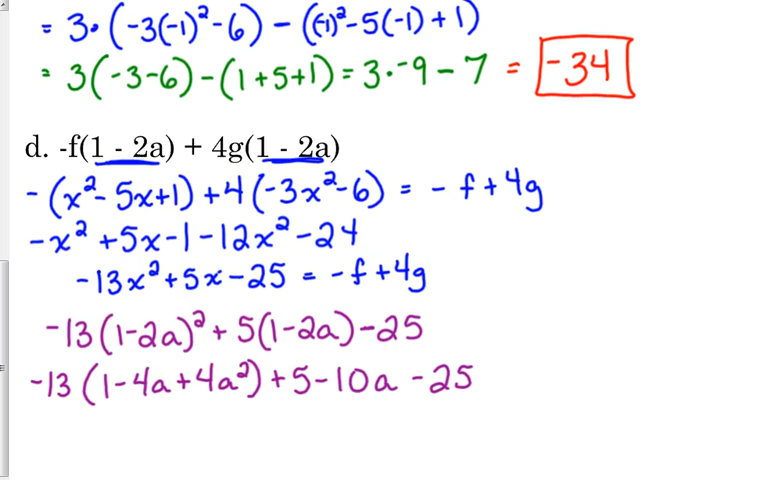 = 3·(-3(-1)²-6) - ((-1)²-5(-1)+1)
= 3(-3-6)-(1+5+1) = 3·-9-7 = -34
d. -f(1 - 2a) + 4g(1 - 2a)
-(x²-5x+1)+4(-3x²-6) = -f+4g
-x²+5x-1-12x²-24
-13x²+5x-25 = -f+4g
-13(1-2a)²+5(1-2a)-25
-13(1-4a+4a²)+5-10a-25